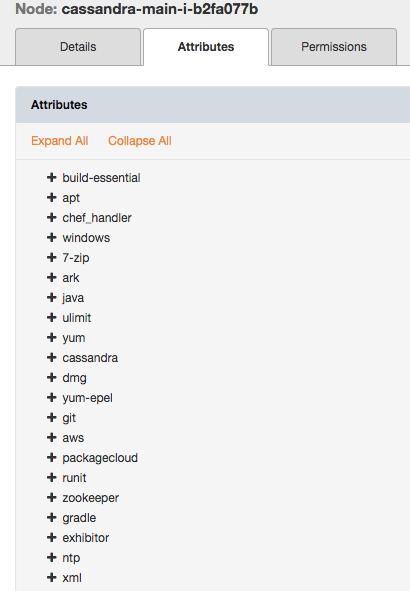 Node: cassandra-main-i-b2fa077b
Details Attributes Permissions
Attributes
Expand All Collapse All
build-essential
apt
chef_handler
windows
7-zip
ark
java
ulimit
yum
cassandra
dmg
yum-epel
git
aws
packagecloud
runit
zookeeper
gradle
exhibitor
ntp
xml